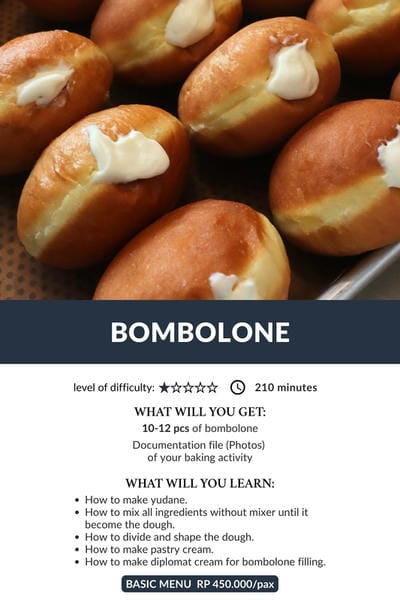 BOMBOLONE
level of difficulty: ★☆☆☆☆ 210 minutes
WHAT WILL YOU GET:
10-12 pcs of bombolone
Documentation file (Photos)
of your baking activity
WHAT WILL YOU LEARN:
• How to make yudane.
• How to mix all ingredients without mixer until it
become the dough.
• How to divide and shape the dough.
• How to make pastry cream.
• How to make diplomat cream for bombolone filling.
BASIC MENU RP 450.000/pax